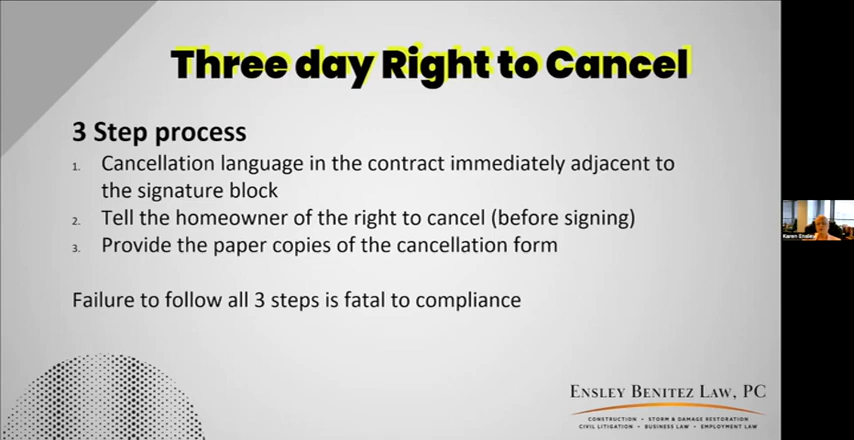 Three day Right to Cancel
3 Step process
1. Cancellation language in the contract immediately adjacent to
the signature block
2. Tell the homeowner of the right to cancel (before signing)
3. Provide the paper copies of the cancellation form
Failure to follow all 3 steps is fatal to compliance
Karen Ensley
ENSLEY BENITEZ LAW, PC
CONSTRUCTION • STORM & DAMAGE RESTORATION
CIVIL LITIGATION • BUSINESS LAW • EMPLOYMENT LAW